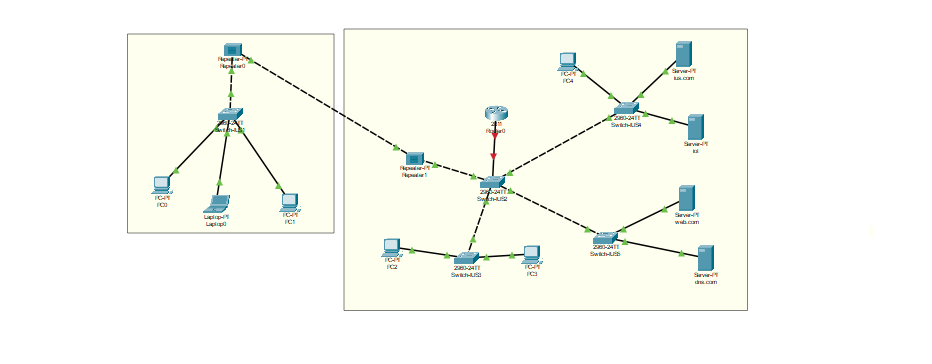 Repeater-PT
Repeater0
2960-24TT
Switch-IUS1
PC-PT
PC0
Laptop-PT
Laptop0
PC-PT
PC1
Repeater-PT
Repeater1
2811
Router0
2960-24TT
Switch-IUS2
PC-PT
PC2
2960-24TT
Switch-IUS3
PC-PT
PC3
PC-PT
PC4
Server-PT
ius.com
2960-24TT
Switch-IUS4
Server-PT
iot
Server-PT
web.com
2960-24TT
Switch-IUS5
Server-PT
dns.com